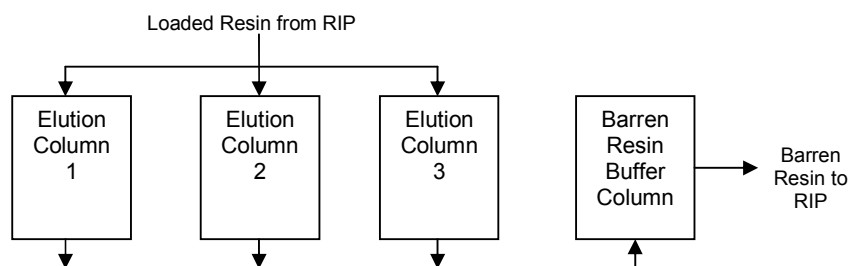 Loaded Resin from RIP
Elution
Column
1
Elution
Column
2
Elution
Column
3
Barren
Resin
Buffer
Column
Barren
Resin to
RIP